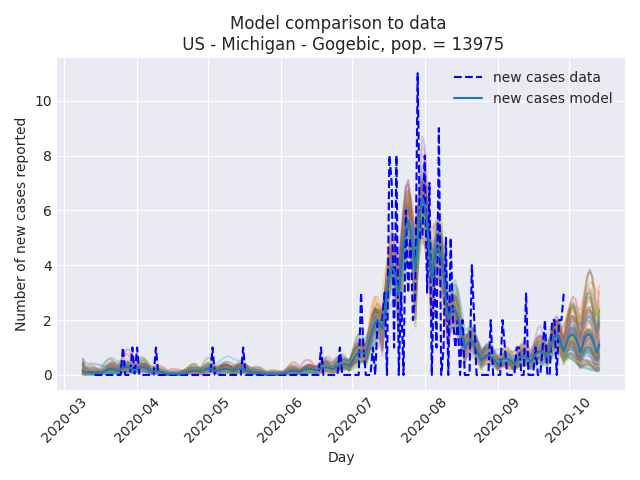 Model comparison to data
US - Michigan - Gogebic, pop. = 13975
new cases data
new cases model
Number of new cases reported
10
8
6
4
2
0
2020-03
2020-04
2020-05
2020-06
2020-07
2020-08
2020-09
2020-10
Day